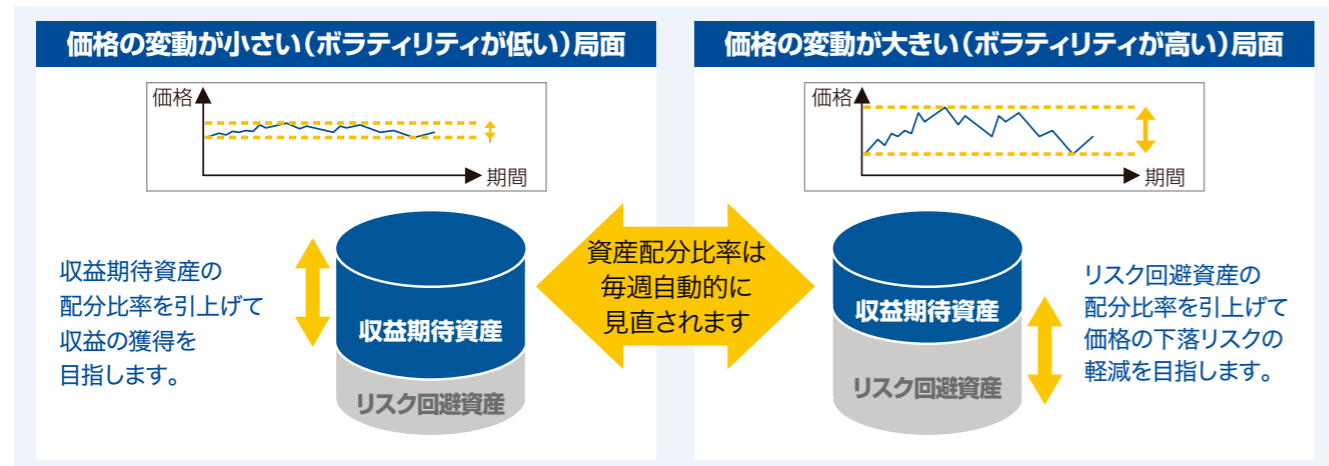 価格の変動が小さい(ボラティリティが低い)局面
価格
期間
収益期待資産の
配分比率を引上げて
収益の獲得を
目指します。
収益期待資産
リスク回避資産
資産配分比率は
毎週自動的に
見直されます
価格の変動が大きい(ボラティリティが高い)局面
価格
期間
収益期待資産
リスク回避資産
リスク回避資産の
配分比率を引上げて
価格の下落リスクの
軽減を目指します。